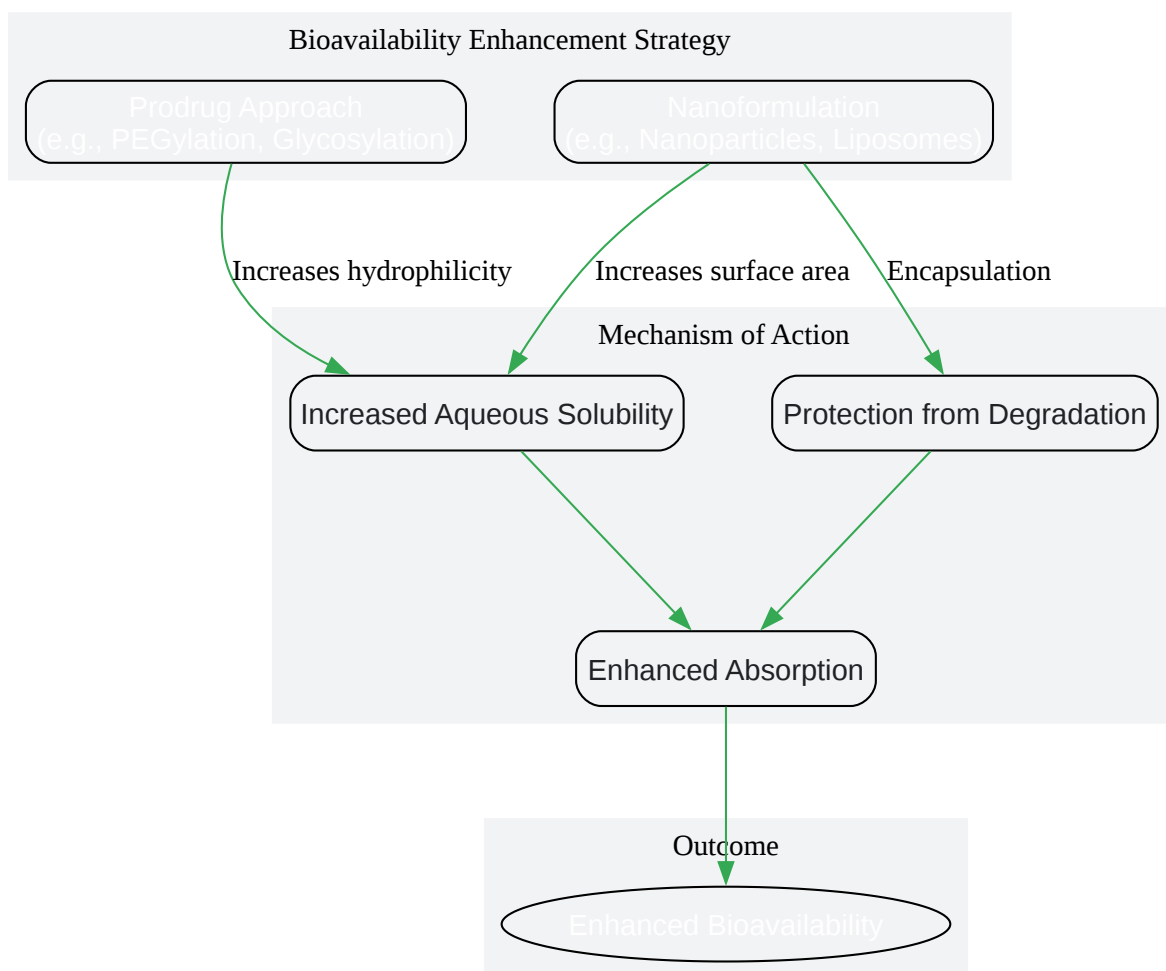 Bioavailability Enhancement Strategy
Prodrug Approach
(e.g., PEGylation, Glycosylation)
Nanoformulation
(e.g., Nanoparticles, Liposomes)
Increases hydrophilicity
Increases surface area
Encapsulation
Mechanism of Action
Increased Aqueous Solubility
Protection from Degradation
Enhanced Absorption
Outcome
Enhanced Bioavailability